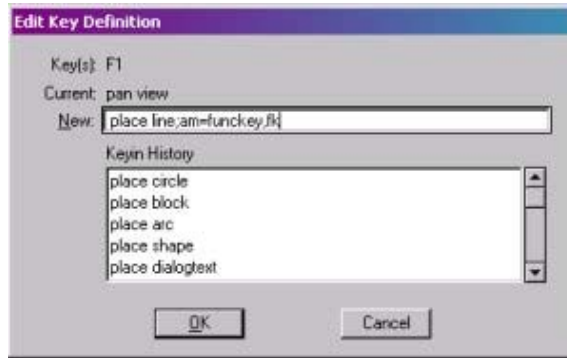 Edit Key Definition
Key(s): F1
Current: pan view
New: place line;am=funckey,fk
Keyin History
place circle
place block
place arc
place shape
place dialogtext
OK Cancel